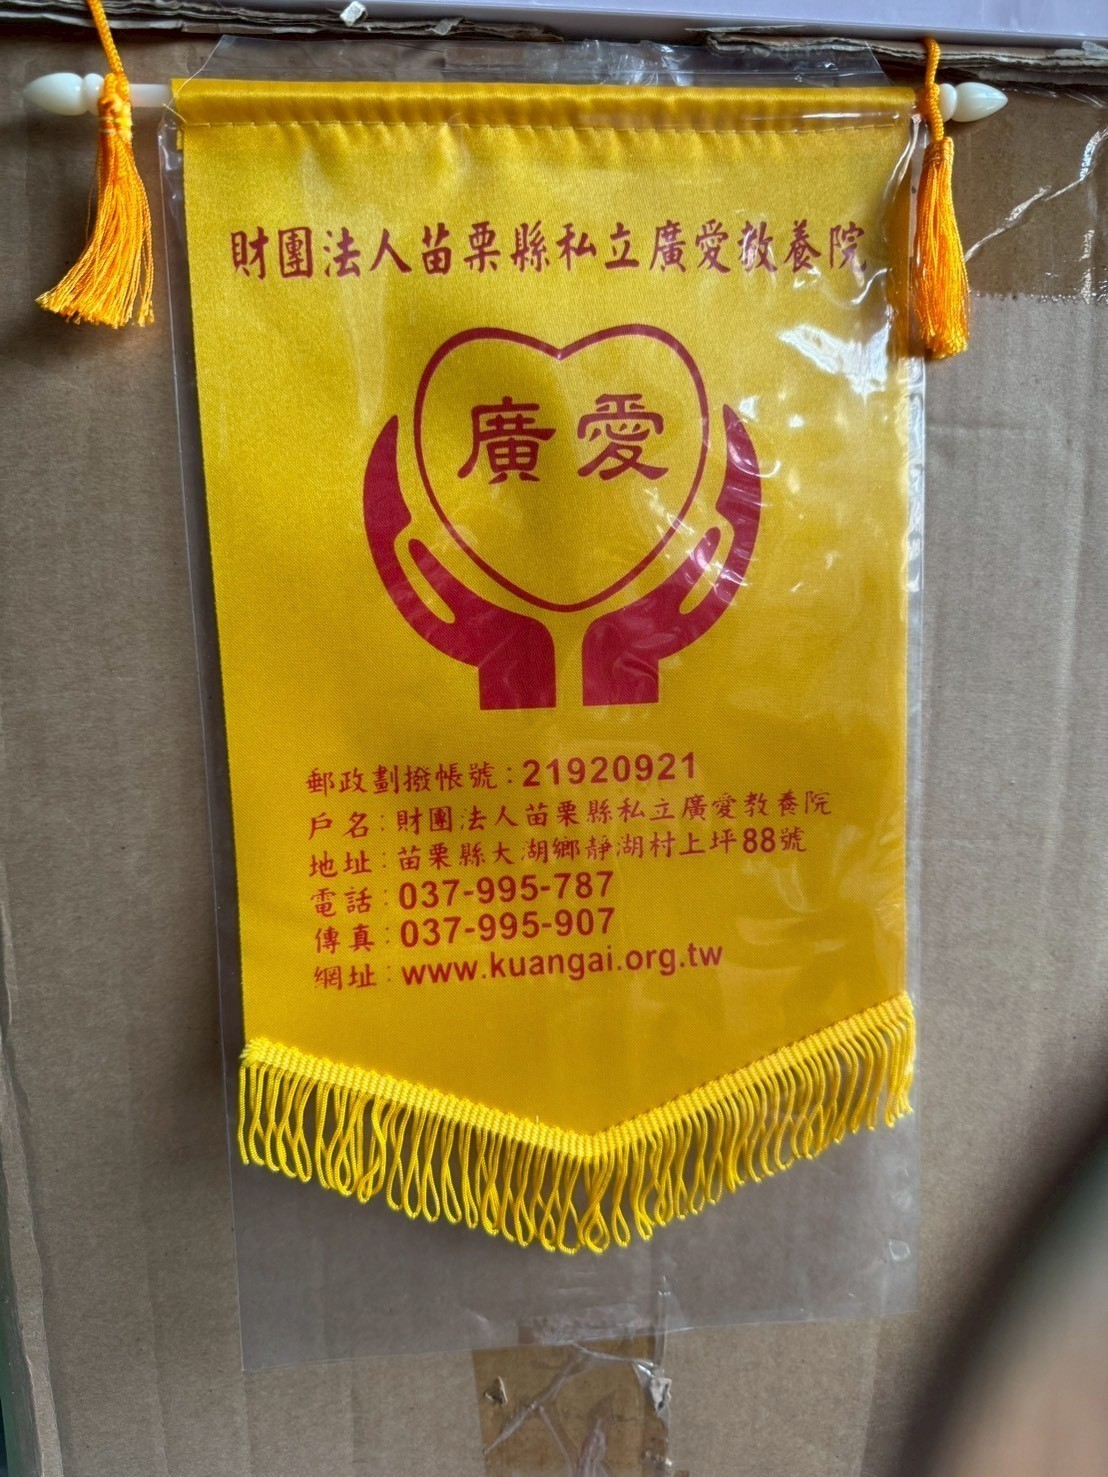 財團法人苗栗縣私立廣愛教養院
廣愛
郵政劃撥帳號:21920921
戶名:財團法人苗栗縣私立廣愛教養院
地址:苗栗縣大湖鄉靜湖村上坪88號
電話:037-995-787
傳真:037-995-907
網址:www.kuangai.org.tw